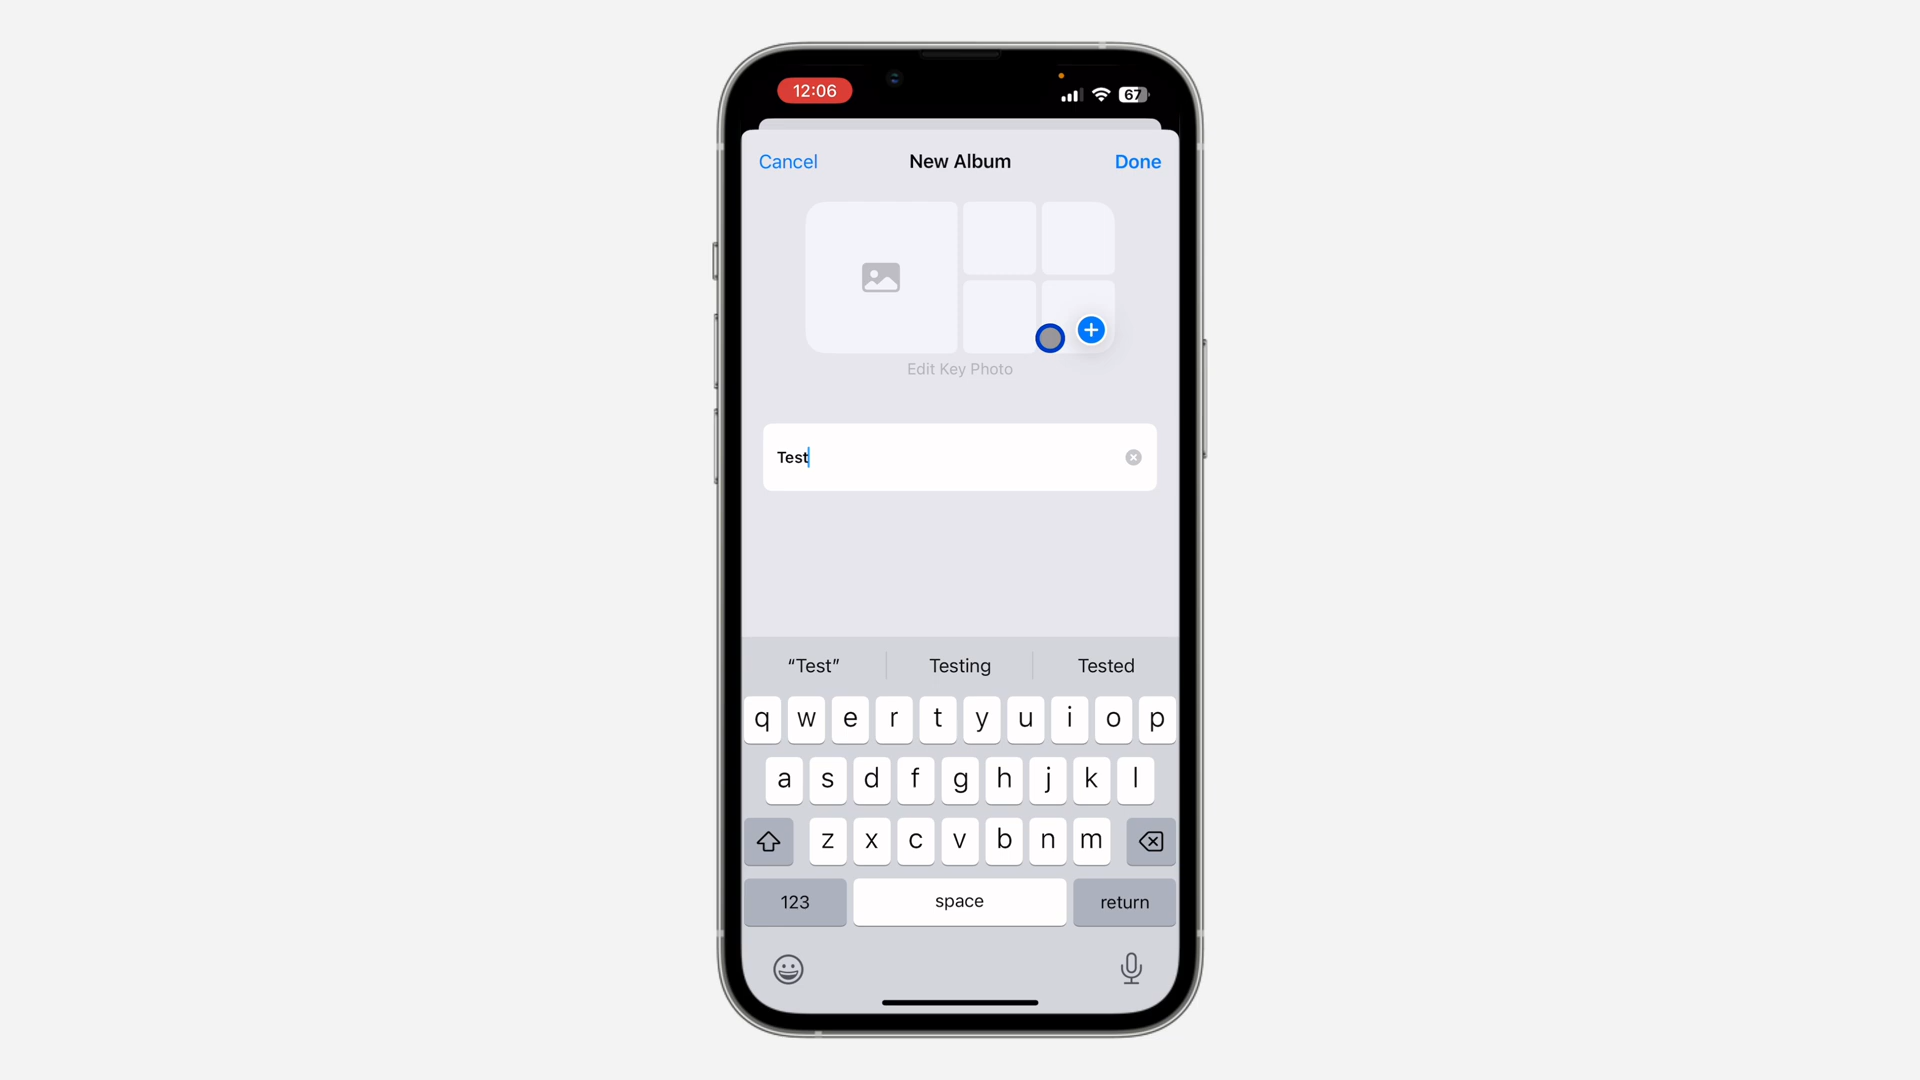 12:06
67
Cancel New Album Done
Edit Key Photo
Test
“Test” Testing Tested
q w e r t y u i o p
a s d f g h j k l
z x c v b n m
123 space return